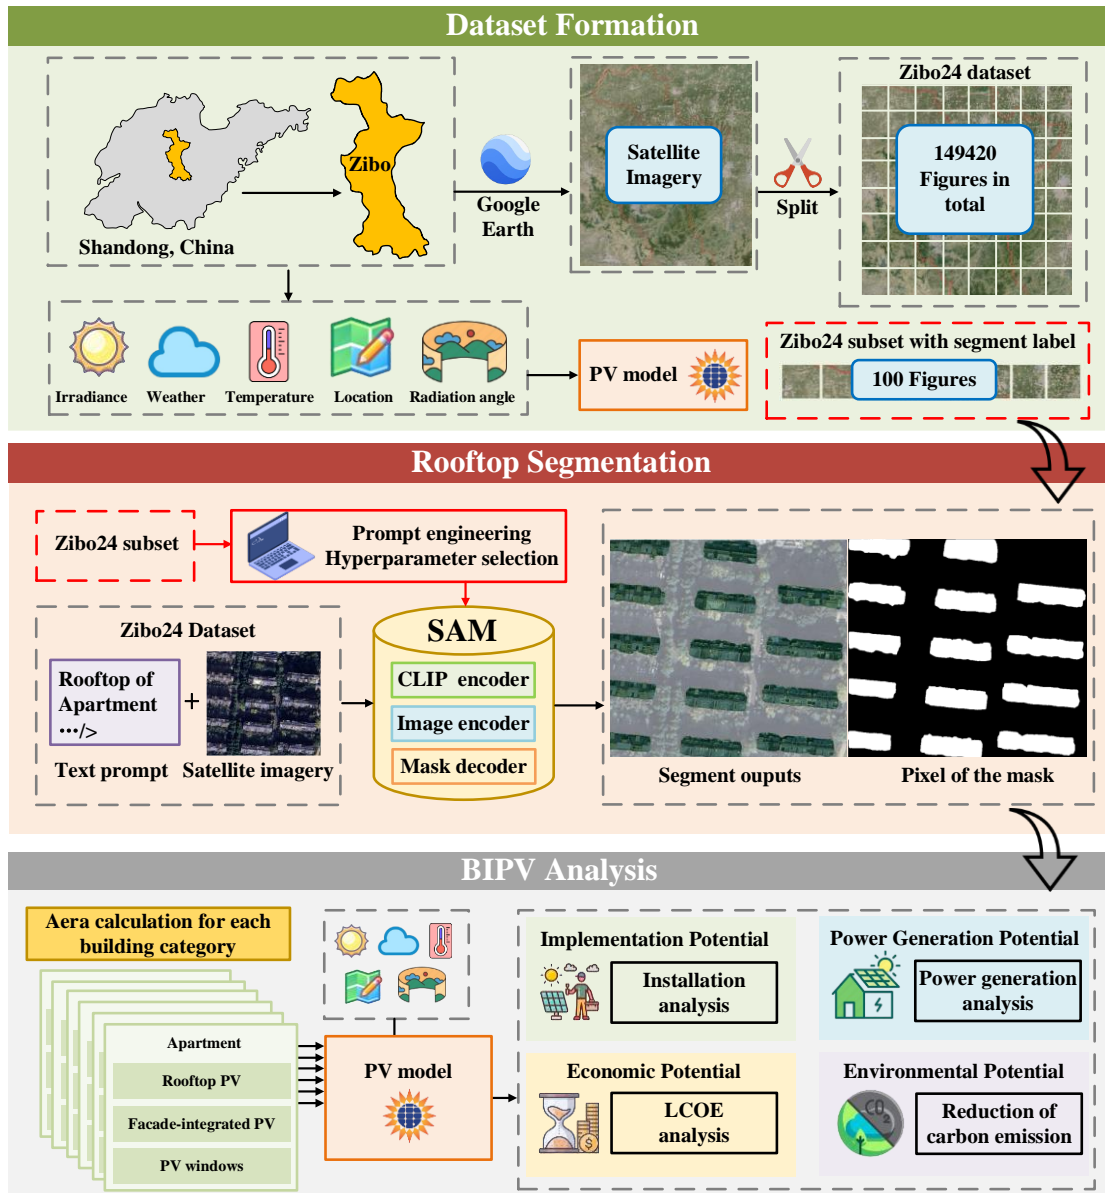 Dataset Formation
Zibo
Shandong, China
Google
Earth
Satellite
Imagery
Split
Zibo24 dataset
149420
Figures in
total
Irradiance
Weather
Temperature
Location
Radiation angle
PV model
Zibo24 subset with segment label
100 Figures
Rooftop Segmentation
Zibo24 subset
Prompt engineering
Hyperparameter selection
Zibo24 Dataset
Rooftop of
Apartment
···/>
+
Text prompt
Satellite imagery
SAM
CLIP encoder
Image encoder
Mask decoder
Segment ouputs
Pixel of the mask
BIPV Analysis
Aera calculation for each
building category
Apartment
Rooftop PV
Facade-integrated PV
PV windows
PV model
Implementation Potential
Installation
analysis
Power Generation Potential
Power generation
analysis
Economic Potential
LCOE
analysis
Environmental Potential
CO2
Reduction of
carbon emission